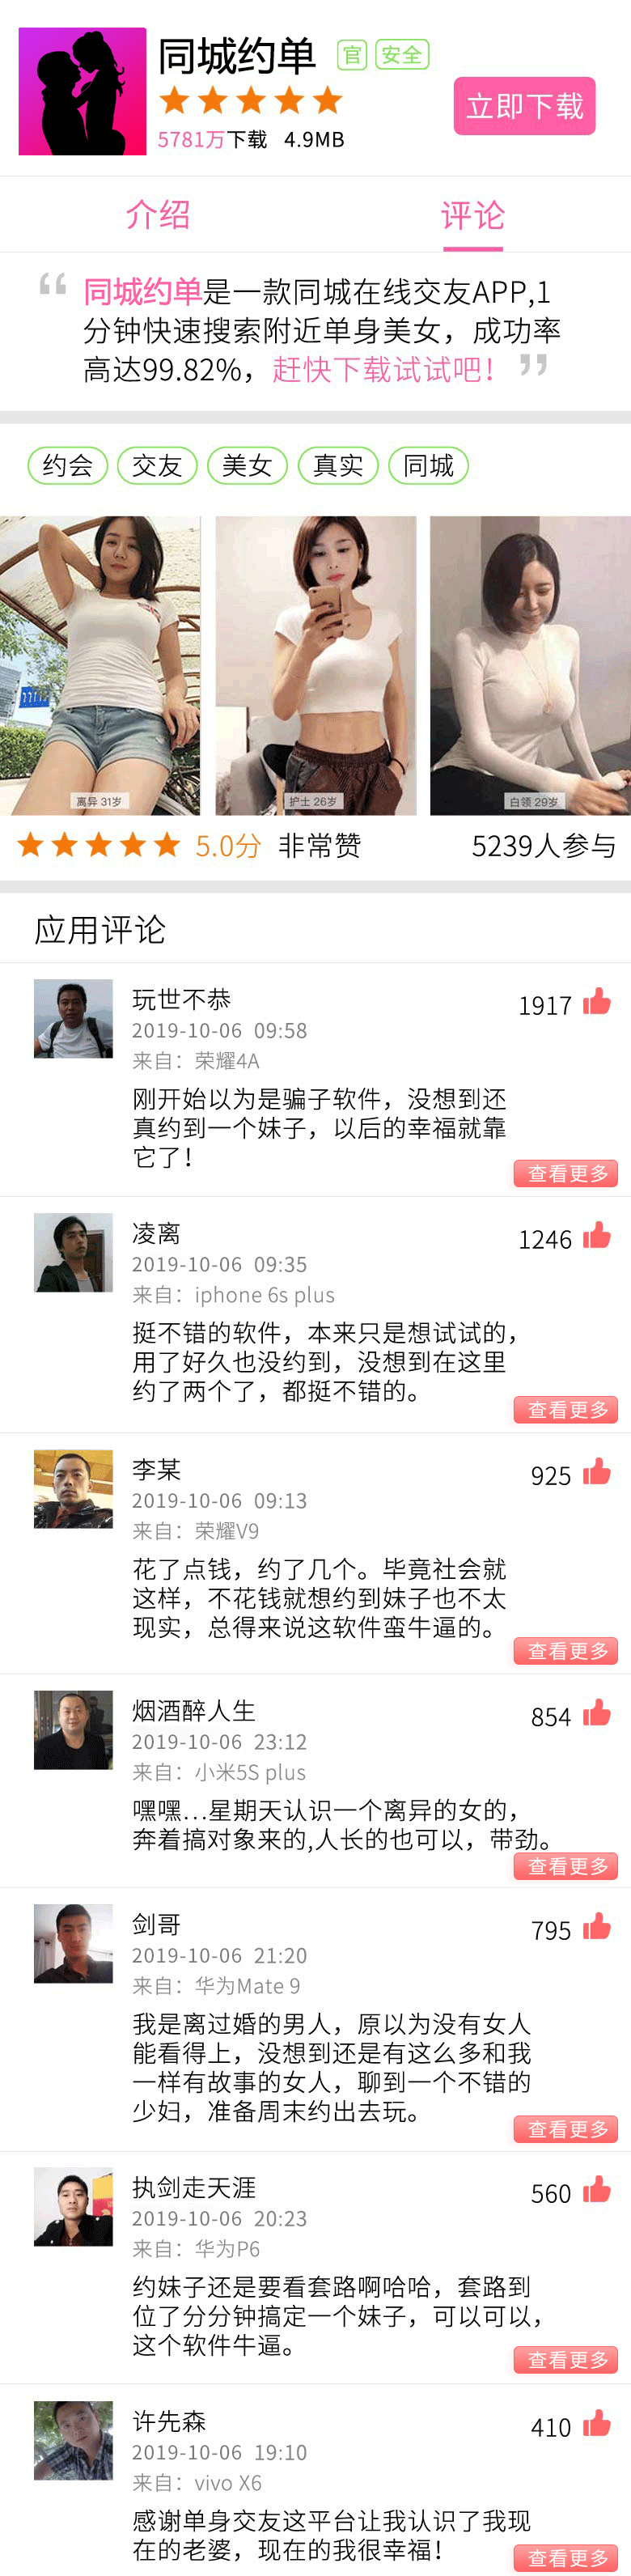 同城约单 官 安全
5781万下载 4.9MB
立即下载
介绍 评论
“ 同城约单是一款同城在线交友APP,1
分钟快速搜索附近单身美女，成功率
高达99.82%，赶快下载试试吧！ ”
约会 交友 美女 真实 同城
离异 31岁 护士 26岁 白领 29岁
5.0分 非常赞 5239人参与
应用评论
玩世不恭 1917
2019-10-06 09:58
来自：荣耀4A
刚开始以为是骗子软件，没想到还
真约到一个妹子，以后的幸福就靠
它了！
查看更多
凌离 1246
2019-10-06 09:35
来自：iphone 6s plus
挺不错的软件，本来只是想试试的，
用了好久也没约到，没想到在这里
约了两个了，都挺不错的。
查看更多
李某 925
2019-10-06 09:13
来自：荣耀V9
花了点钱，约了几个。毕竟社会就
这样，不花钱就想约到妹子也不太
现实，总得来说这软件蛮牛逼的。
查看更多
烟酒醉人生 854
2019-10-06 23:12
来自：小米5S plus
嘿嘿...星期天认识一个离异的女的，
奔着搞对象来的,人长的也可以，带劲。
查看更多
剑哥 795
2019-10-06 21:20
来自：华为Mate 9
我是离过婚的男人，原以为没有女人
能看得上，没想到还是有这么多和我
一样有故事的女人，聊到一个不错的
少妇，准备周末约出去玩。
查看更多
执剑走天涯 560
2019-10-06 20:23
来自：华为P6
约妹子还是要看套路啊哈哈，套路到
位了分分钟搞定一个妹子，可以可以，
这个软件牛逼。
查看更多
许先森 410
2019-10-06 19:10
来自：vivo X6
感谢单身交友这平台让我认识了我现
在的老婆，现在的我很幸福！
查看更多